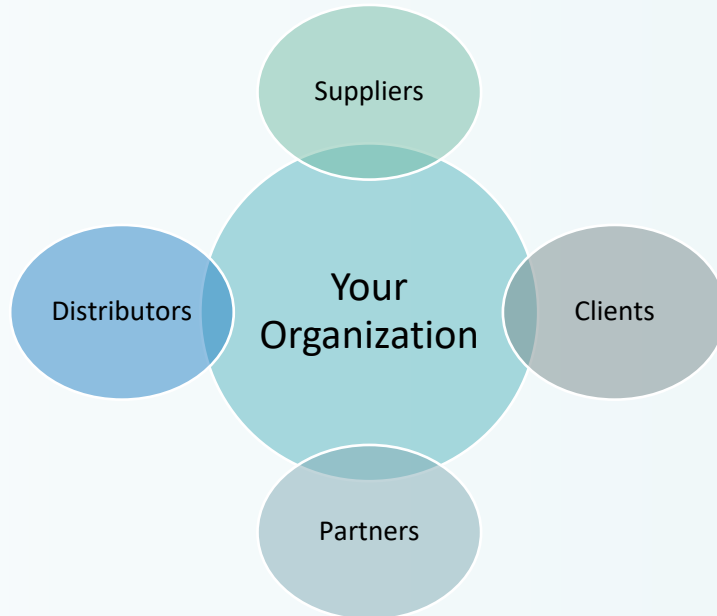 Suppliers
Distributors
Your
Organization
Clients
Partners